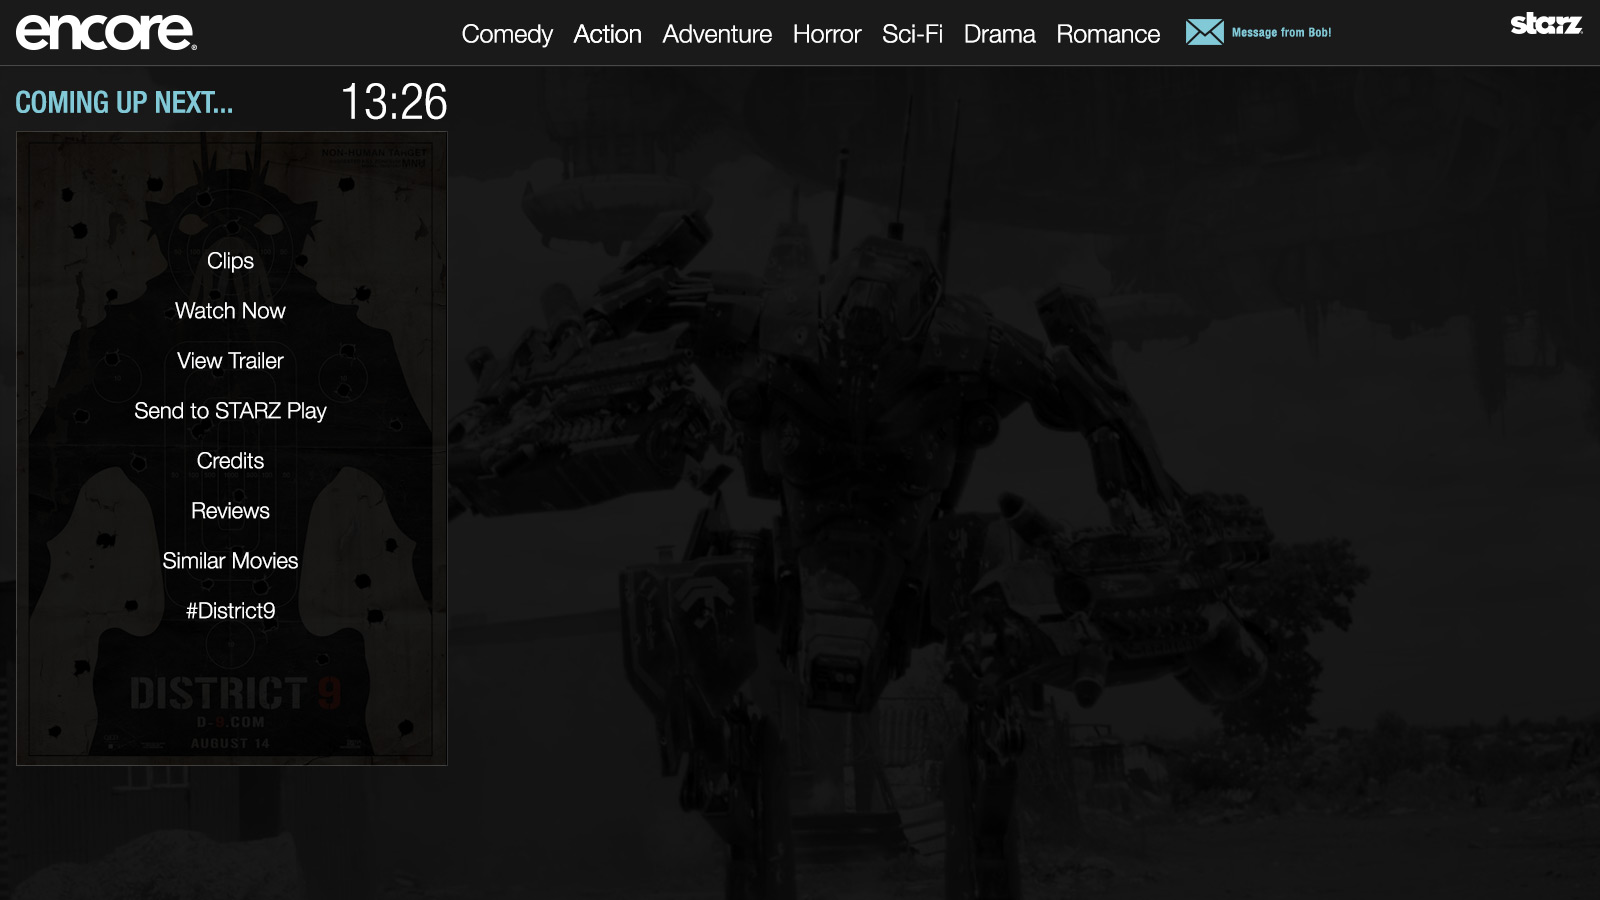 encore
Comedy Action Adventure Horror Sci-Fi Drama Romance Message from Bob! starz
COMING UP NEXT... 13:26
NON-HUMAN TARGET
Clips
Watch Now
View Trailer
Send to STARZ Play
Credits
Reviews
Similar Movies
#District9
DISTRICT 9
D-9.COM
AUGUST 14